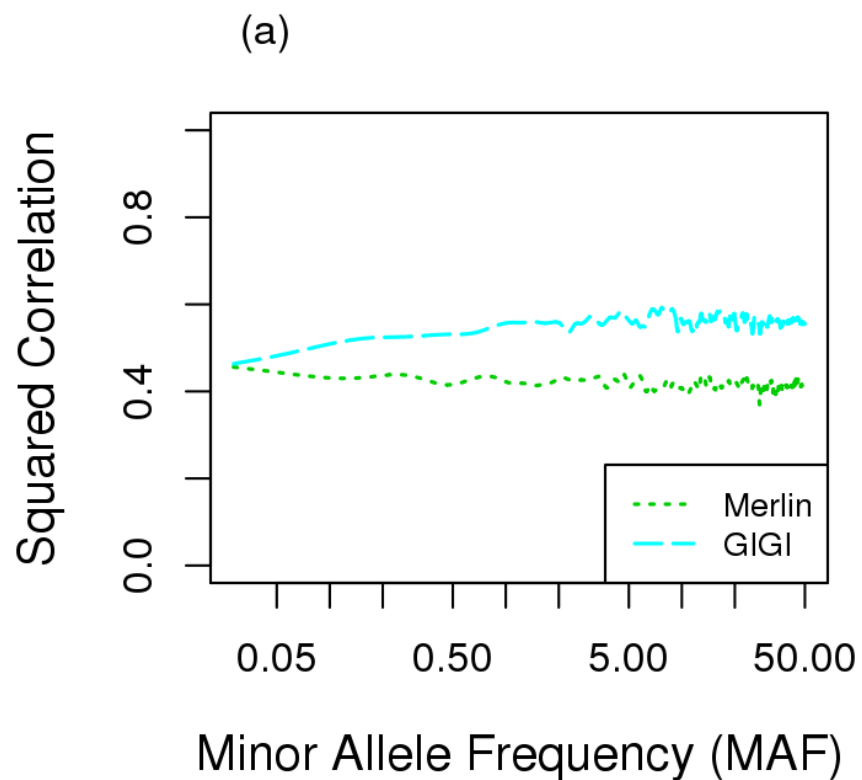 (a)
Squared Correlation
0.8
0.4
0.0
Merlin
GIGI
0.05 0.50 5.00 50.00
Minor Allele Frequency (MAF)